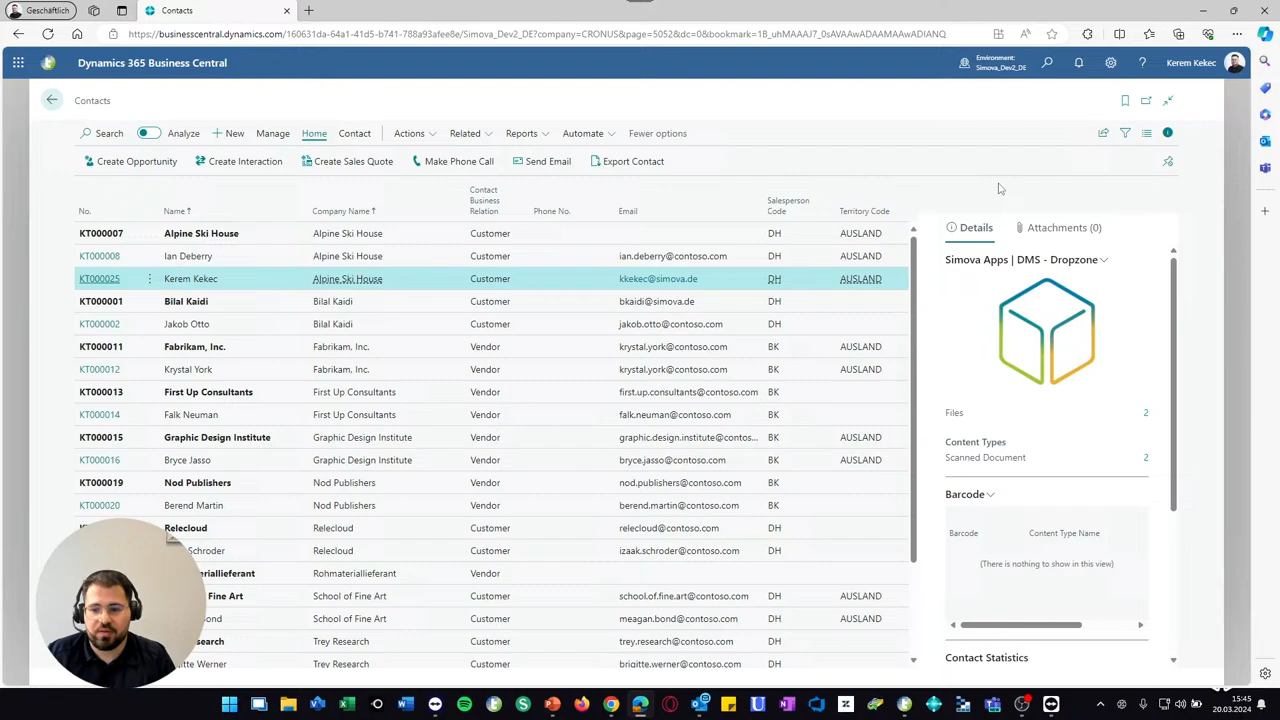 Geschäftlich
Contacts
https://businesscentral.dynamics.com/160631da-64a1-41d5-b741-788a93afee8e/Simova_Dev2_DE?company=CRONUS&page=5052&dc=0&bookmark=1B_uhMAAAJ7_0sAVAAwADAAMAAwADIANQ
Dynamics 365 Business Central
Environment:
Simova_Dev2_DE
Kerem Kekec
Contacts
Search Analyze New Manage Home Contact Actions Related Reports Automate Fewer options
Create Opportunity Create Interaction Create Sales Quote Make Phone Call Send Email Export Contact
No. Name ↑ Company Name ↑ Contact Business Relation Phone No. Email Salesperson Code Territory Code
KT000007 Alpine Ski House Alpine Ski House Customer DH AUSLAND
KT000008 Ian Deberry Alpine Ski House Customer ian.deberry@contoso.com DH AUSLAND
KT000025 Kerem Kekec Alpine Ski House Customer kkekec@simova.de DH AUSLAND
KT000001 Bilal Kaidi Bilal Kaidi Customer bkaidi@simova.de DH
KT000002 Jakob Otto Bilal Kaidi Customer jakob.otto@contoso.com DH
KT000011 Fabrikam, Inc. Fabrikam, Inc. Vendor krystal.york@contoso.com BK AUSLAND
KT000012 Krystal York Fabrikam, Inc. Vendor krystal.york@contoso.com BK AUSLAND
KT000013 First Up Consultants First Up Consultants Vendor first.up.consultants@contoso.com BK
KT000014 Falk Neuman First Up Consultants Vendor falk.neuman@contoso.com BK
KT000015 Graphic Design Institute Graphic Design Institute Vendor graphic.design.institute@contos... BK AUSLAND
KT000016 Bryce Jasso Graphic Design Institute Vendor bryce.jasso@contoso.com BK AUSLAND
KT000019 Nod Publishers Nod Publishers Vendor nod.publishers@contoso.com BK
KT000020 Berend Martin Nod Publishers Vendor berend.martin@contoso.com BK
Relecloud Relecloud Customer relecloud@contoso.com DH
Schroder Relecloud Customer izaak.schroder@contoso.com DH
eriallieferant Rohmateriallieferant Vendor
Fine Art School of Fine Art Customer school.of.fine.art@contoso.com DH AUSLAND
ond School of Fine Art Customer megan.bond@contoso.com DH AUSLAND
search Trey Research Customer trey.research@contoso.com DH
itte Werner Trey Research Customer brigitte.werner@contoso.com DH
Details Attachments (0)
Simova Apps | DMS - Dropzone
Files 2
Content Types
Scanned Document 2
Barcode
Barcode Content Type Name
(There is nothing to show in this view)
Contact Statistics
15:45
20.03.2024